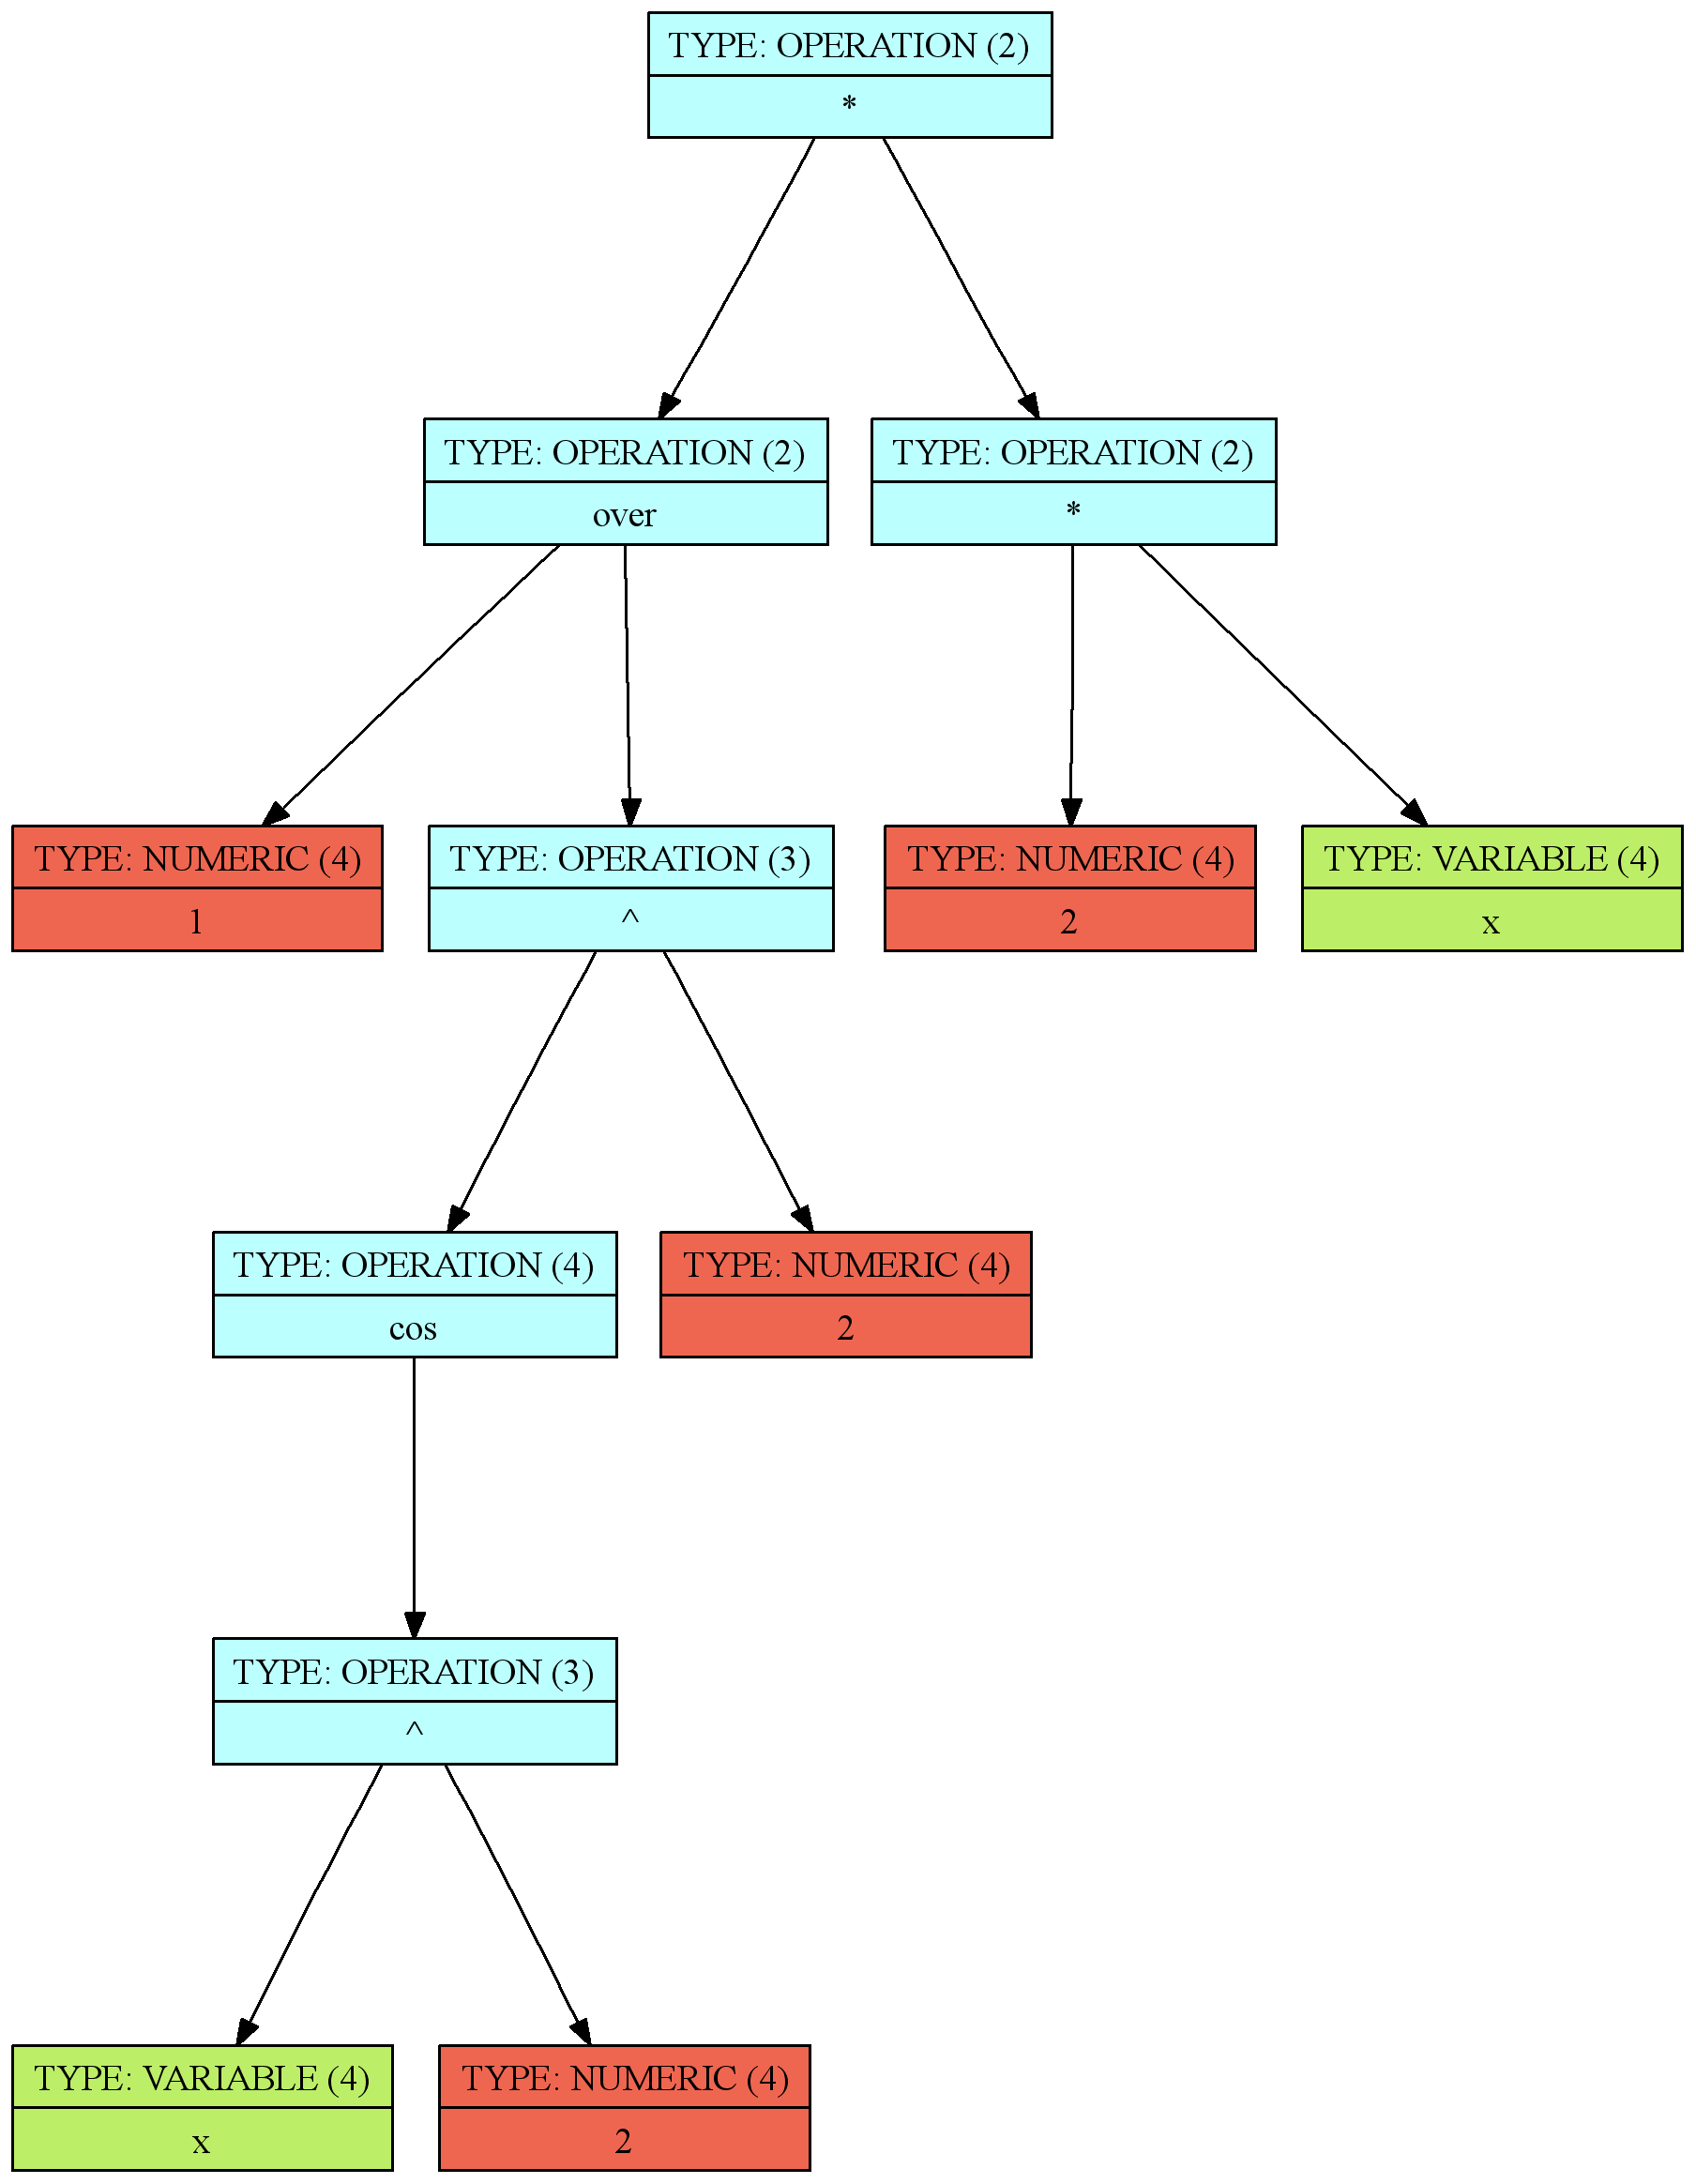 TYPE: OPERATION (2)
*
TYPE: OPERATION (2)
over
TYPE: OPERATION (2)
*
TYPE: NUMERIC (4)
1
TYPE: OPERATION (3)
^
TYPE: NUMERIC (4)
2
TYPE: VARIABLE (4)
x
TYPE: OPERATION (4)
cos
TYPE: NUMERIC (4)
2
TYPE: OPERATION (3)
^
TYPE: VARIABLE (4)
x
TYPE: NUMERIC (4)
2